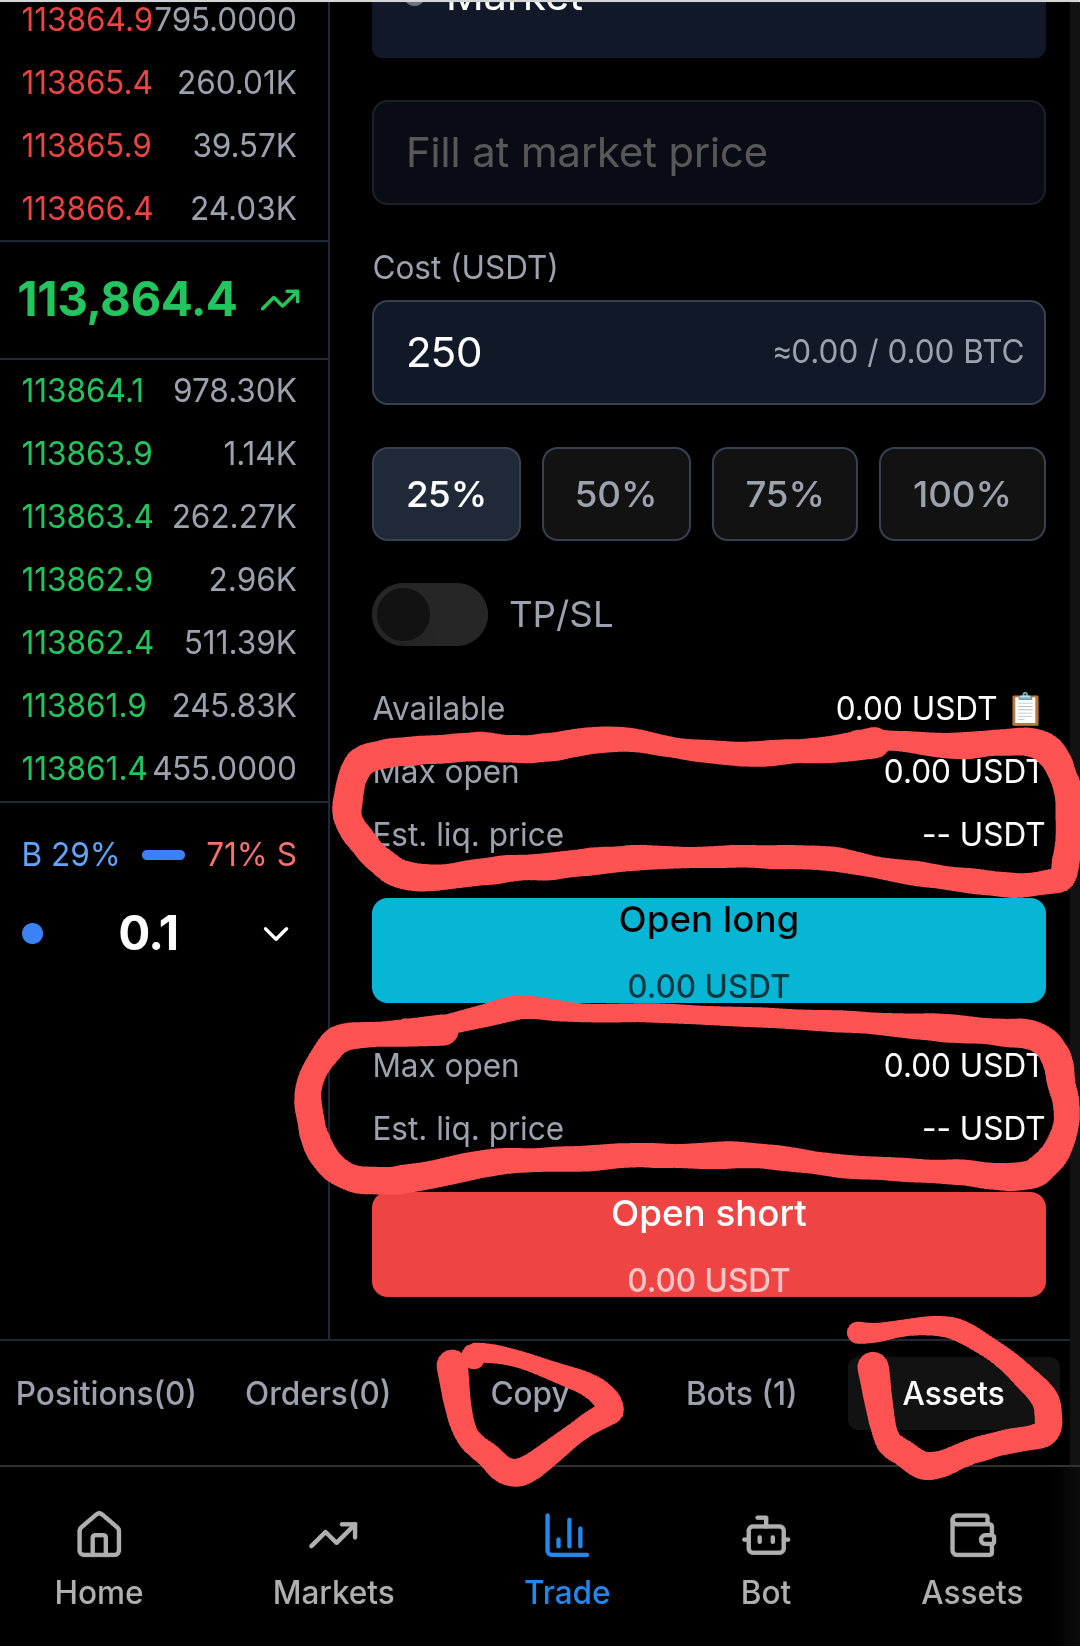 113864.9 795.0000
113865.4 260.01K
113865.9 39.57K
113866.4 24.03K
113,864.4
113864.1 978.30K
113863.9 1.14K
113863.4 262.27K
113862.9 2.96K
113862.4 511.39K
113861.9 245.83K
113861.4 455.0000
B 29% 71% S
0.1
Market
Fill at market price
Cost (USDT)
250 ≈0.00 / 0.00 BTC
25% 50% 75% 100%
TP/SL
Available 0.00 USDT
Max open 0.00 USDT
Est. liq. price -- USDT
Open long
0.00 USDT
Max open 0.00 USDT
Est. liq. price -- USDT
Open short
0.00 USDT
Positions(0) Orders(0) Copy Bots (1) Assets
Home Markets Trade Bot Assets